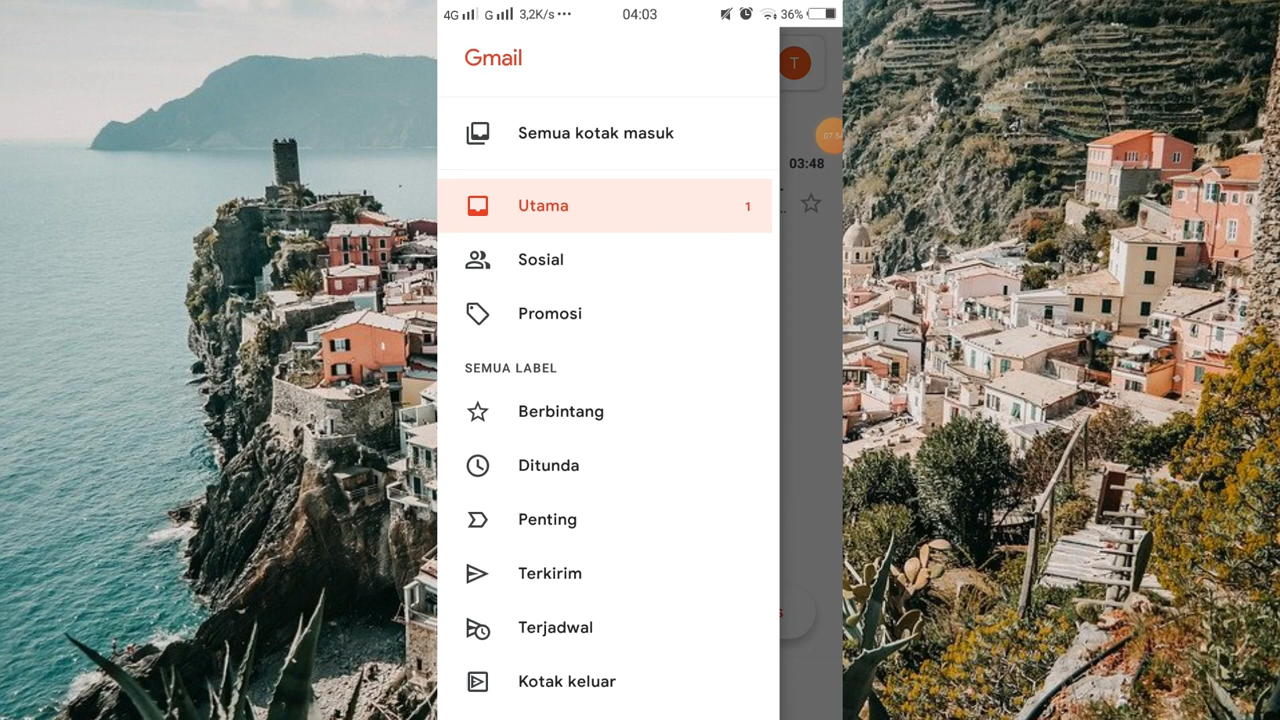 4G G 3,2K/s ••• 04:03 36%
Gmail
T
Semua kotak masuk
03:48
Utama 1
Sosial
Promosi
SEMUA LABEL
Berbintang
Ditunda
Penting
Terkirim
Terjadwal
Kotak keluar